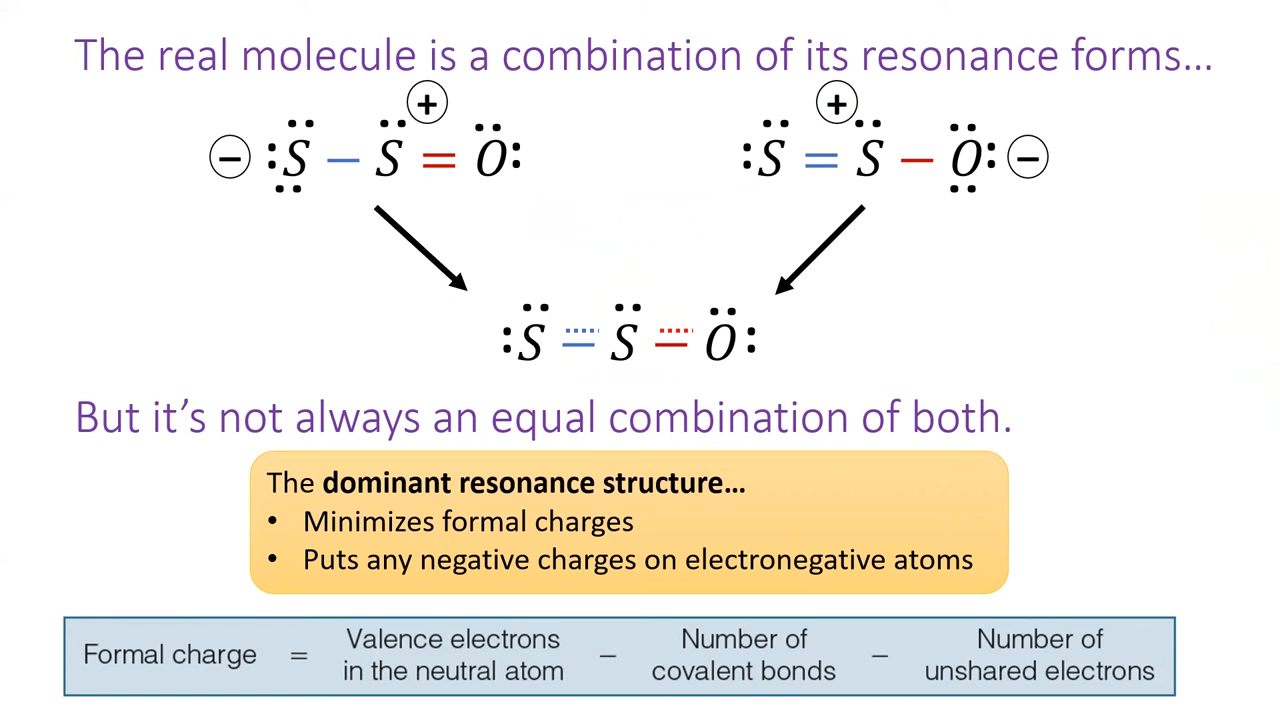 The real molecule is a combination of its resonance forms…
⊖ :S̈ − S̈ ⊕ = Ö: :S̈ = ⊕ S̈ − Ö: ⊖
:S̈ − S̈ − Ö:
But it’s not always an equal combination of both.
The dominant resonance structure…
• Minimizes formal charges
• Puts any negative charges on electronegative atoms
Formal charge = Valence electrons in the neutral atom − Number of covalent bonds − Number of unshared electrons